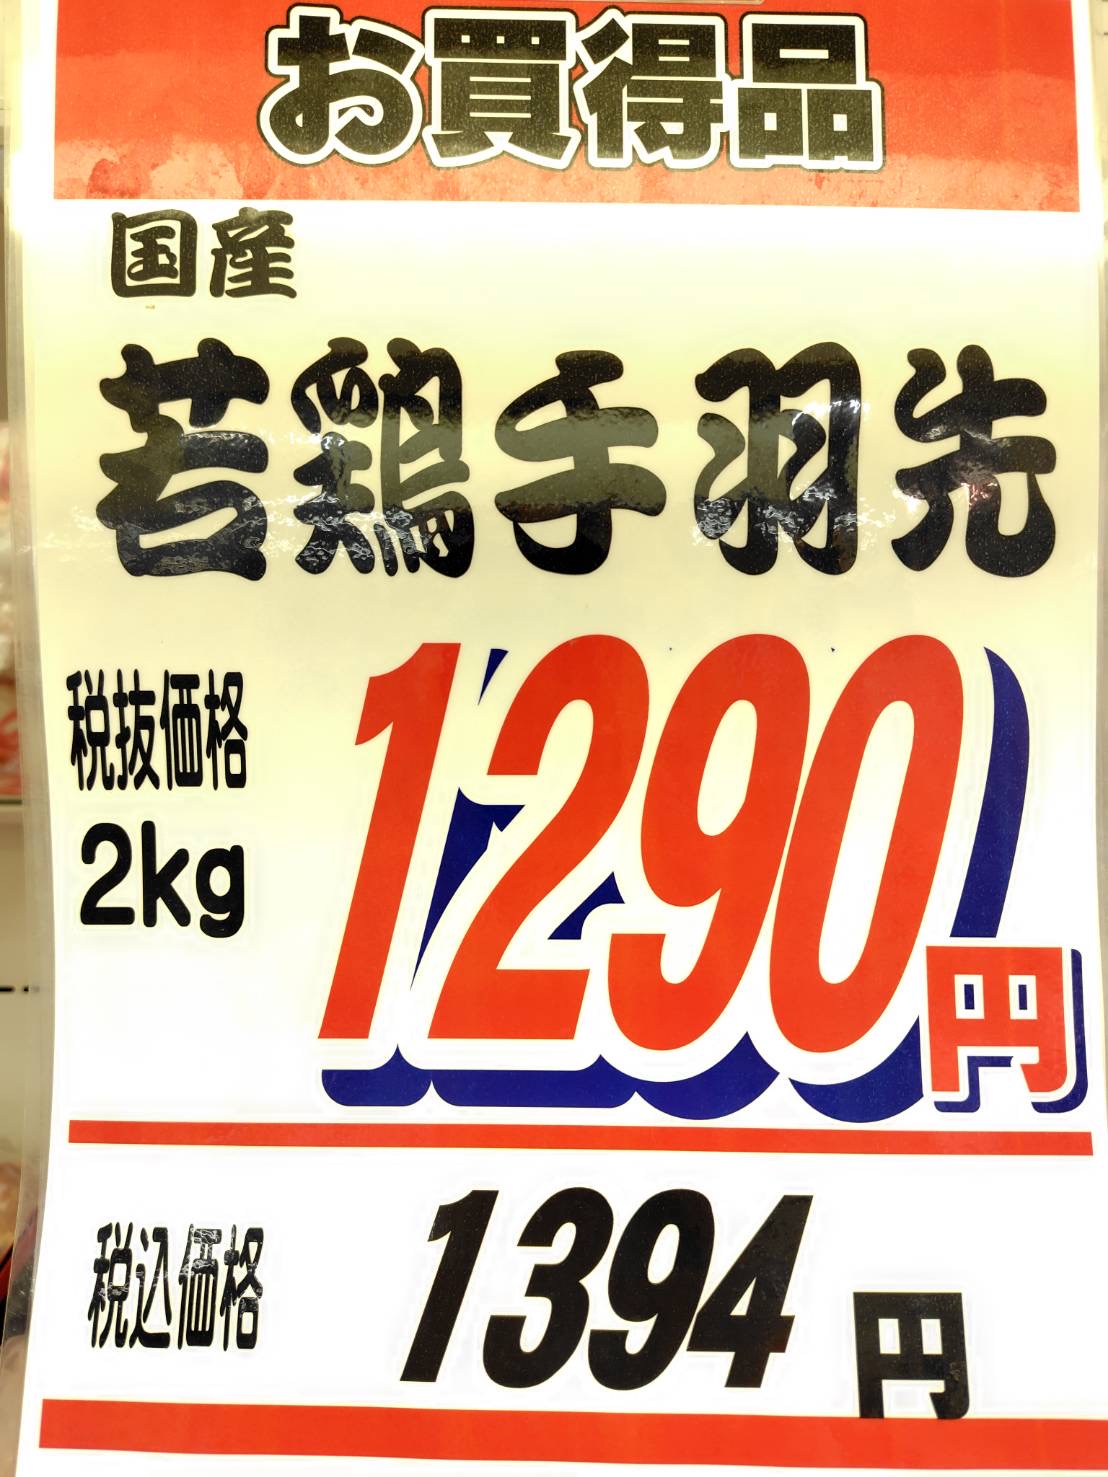 お買得品
国産
若鶏手羽先
税抜価格
2kg
1290円
税込価格
1394円